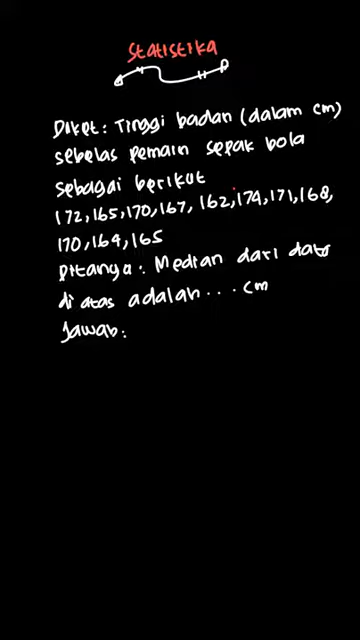 Statistika
Diket: Tinggi badan (dalam cm)
sebelas pemain sepak bola
sebagai berikut
172, 165, 170, 167, 162, 174, 171, 168,
170, 164, 165
Ditanya: Median dari data
di atas adalah... cm
Jawab: